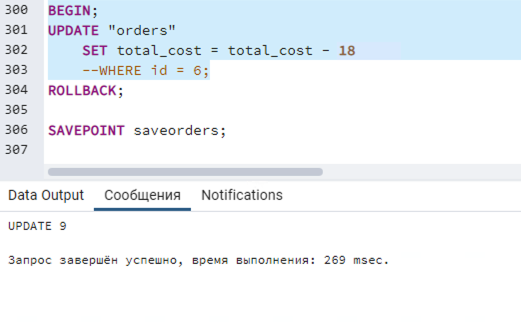 300 BEGIN;
301 UPDATE "orders"
302 SET total_cost = total_cost - 18
303 --WHERE id = 6;
304 ROLLBACK;
305
306 SAVEPOINT saveorders;
307
Data Output Сообщения Notifications
UPDATE 9
Запрос завершён успешно, время выполнения: 269 msec.